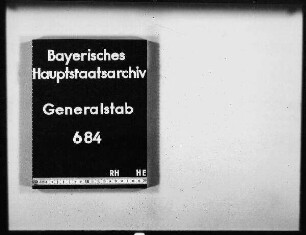 Bayerisches
Hauptstaatsarchiv
Generalstab
684
RH HE